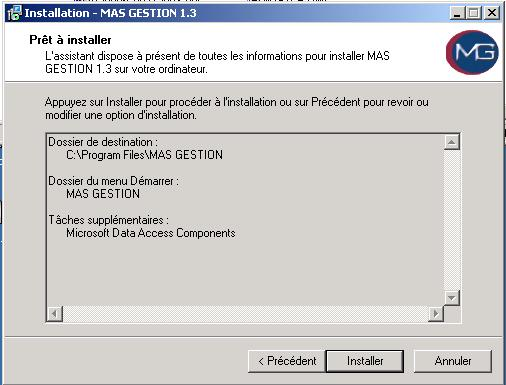 Installation - MAS GESTION 1.3
Prêt à installer
L'assistant dispose à présent de toutes les informations pour installer MAS
GESTION 1.3 sur votre ordinateur.
MG
Appuyez sur Installer pour procéder à l'installation ou sur Précédent pour revoir ou
modifier une option d'installation.
Dossier de destination :
C:\Program Files\MAS GESTION
Dossier du menu Démarrer :
MAS GESTION
Tâches supplémentaires :
Microsoft Data Access Components
< Précédent
Installer
Annuler